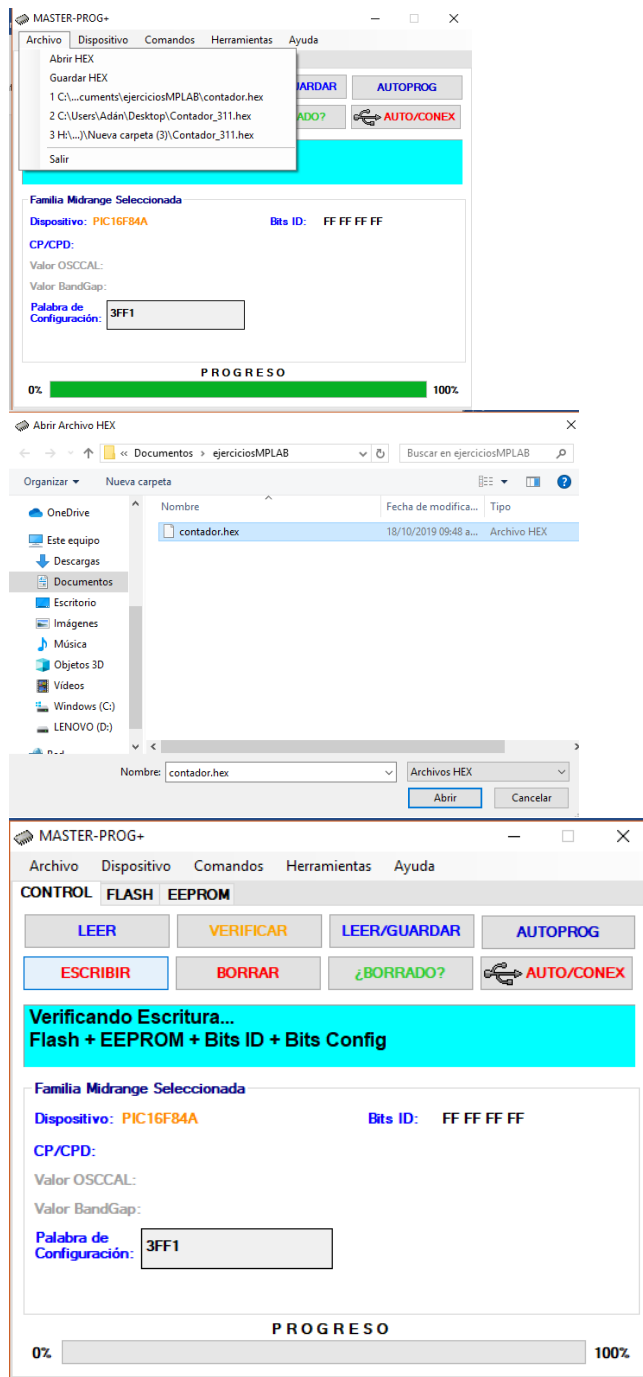 MASTER-PROG+
Archivo Dispositivo Comandos Herramientas Ayuda
Abrir HEX
Guardar HEX
1 C:\...cuments\ejerciciosMPLAB\contador.hex
2 C:\Users\Adán\Desktop\Contador_311.hex
3 H:\...)\Nueva carpeta (3)\Contador_311.hex
Salir
UARDAR AUTOPROG
ADO? AUTO/CONEX
Familia Midrange Seleccionada
Dispositivo: PIC16F84A Bits ID: FF FF FF FF
CP/CPD:
Valor OSCCAL:
Valor BandGap:
Palabra de
Configuración: 3FF1
PROGRESO
0% 100%
Abrir Archivo HEX
« Documentos › ejerciciosMPLAB Buscar en ejerciciosMPLAB
Organizar Nueva carpeta
Nombre Fecha de modifica... Tipo
OneDrive
contador.hex 18/10/2019 09:48 a... Archivo HEX
Este equipo
Descargas
Documentos
Escritorio
Imágenes
Música
Objetos 3D
Vídeos
Windows (C:)
LENOVO (D:)
Nombre: contador.hex Archivos HEX
Abrir Cancelar
MASTER-PROG+
Archivo Dispositivo Comandos Herramientas Ayuda
CONTROL FLASH EEPROM
LEER VERIFICAR LEER/GUARDAR AUTOPROG
ESCRIBIR BORRAR ¿BORRADO? AUTO/CONEX
Verificando Escritura...
Flash + EEPROM + Bits ID + Bits Config
Familia Midrange Seleccionada
Dispositivo: PIC16F84A Bits ID: FF FF FF FF
CP/CPD:
Valor OSCCAL:
Valor BandGap:
Palabra de
Configuración: 3FF1
PROGRESO
0% 100%